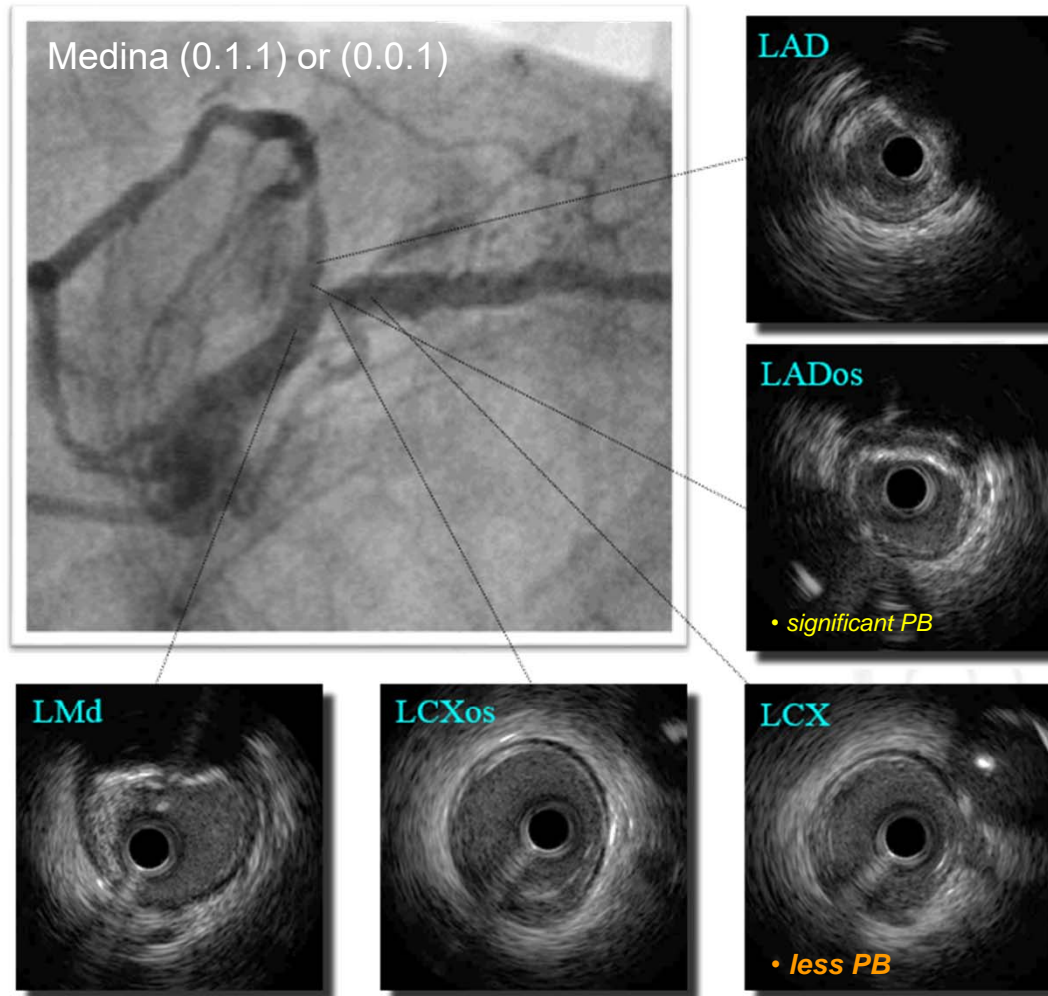 Medina (0.1.1) or (0.0.1)
LAD
LADos
• significant PB
LMd
LCXos
LCX
• less PB